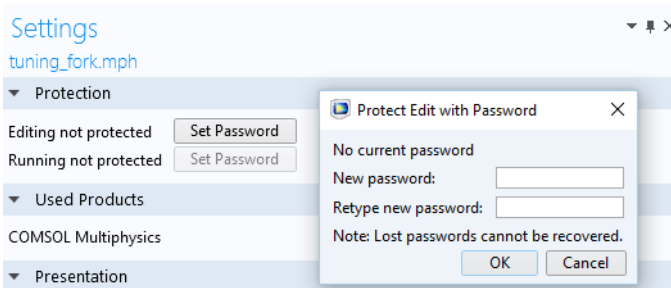 Settings
tuning_fork.mph
Protection
Editing not protected Set Password
Running not protected Set Password
Used Products
COMSOL Multiphysics
Presentation
Protect Edit with Password
No current password
New password:
Retype new password:
Note: Lost passwords cannot be recovered.
OK Cancel